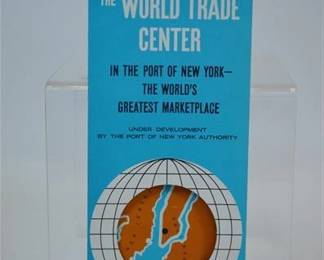 THE WORLD TRADE
CENTER
IN THE PORT OF NEW YORK—
THE WORLD'S
GREATEST MARKETPLACE
UNDER DEVELOPMENT
BY THE PORT OF NEW YORK AUTHORITY